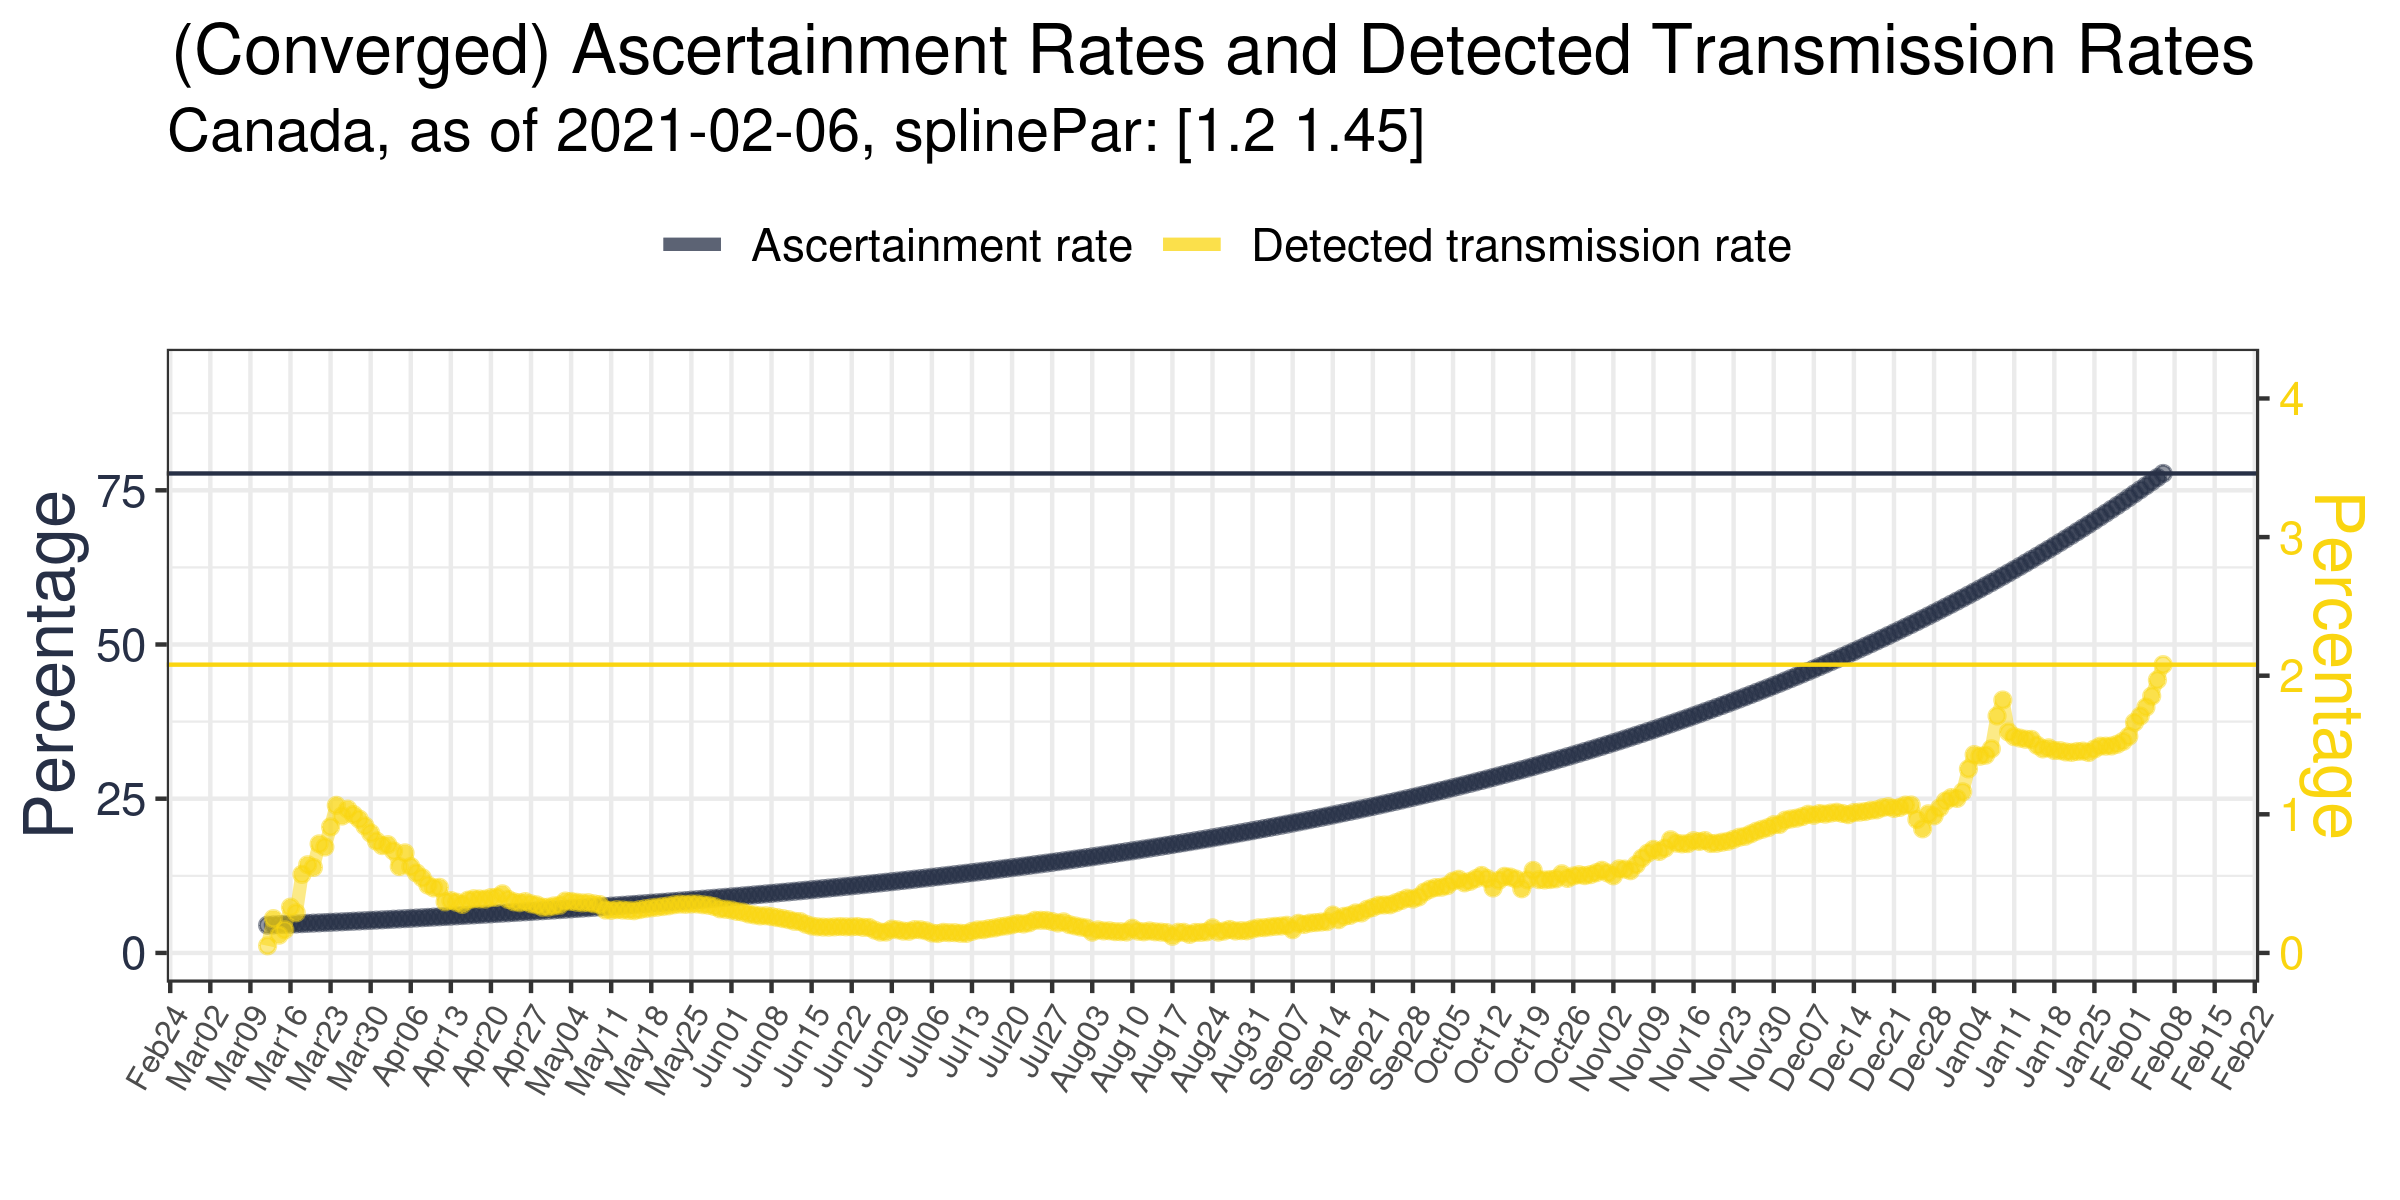 (Converged) Ascertainment Rates and Detected Transmission Rates
Canada, as of 2021-02-06, splinePar: [1.2 1.45]
Ascertainment rate
Detected transmission rate
Percentage
75
50
25
0
4
3
2
1
0
Percentage
Feb24
Mar02
Mar09
Mar16
Mar23
Mar30
Apr06
Apr13
Apr20
Apr27
May04
May11
May18
May25
Jun01
Jun08
Jun15
Jun22
Jun29
Jul06
Jul13
Jul20
Jul27
Aug03
Aug10
Aug17
Aug24
Aug31
Sep07
Sep14
Sep21
Sep28
Oct05
Oct12
Oct19
Oct26
Nov02
Nov09
Nov16
Nov23
Nov30
Dec07
Dec14
Dec21
Dec28
Jan04
Jan11
Jan18
Jan25
Feb01
Feb08
Feb15
Feb22